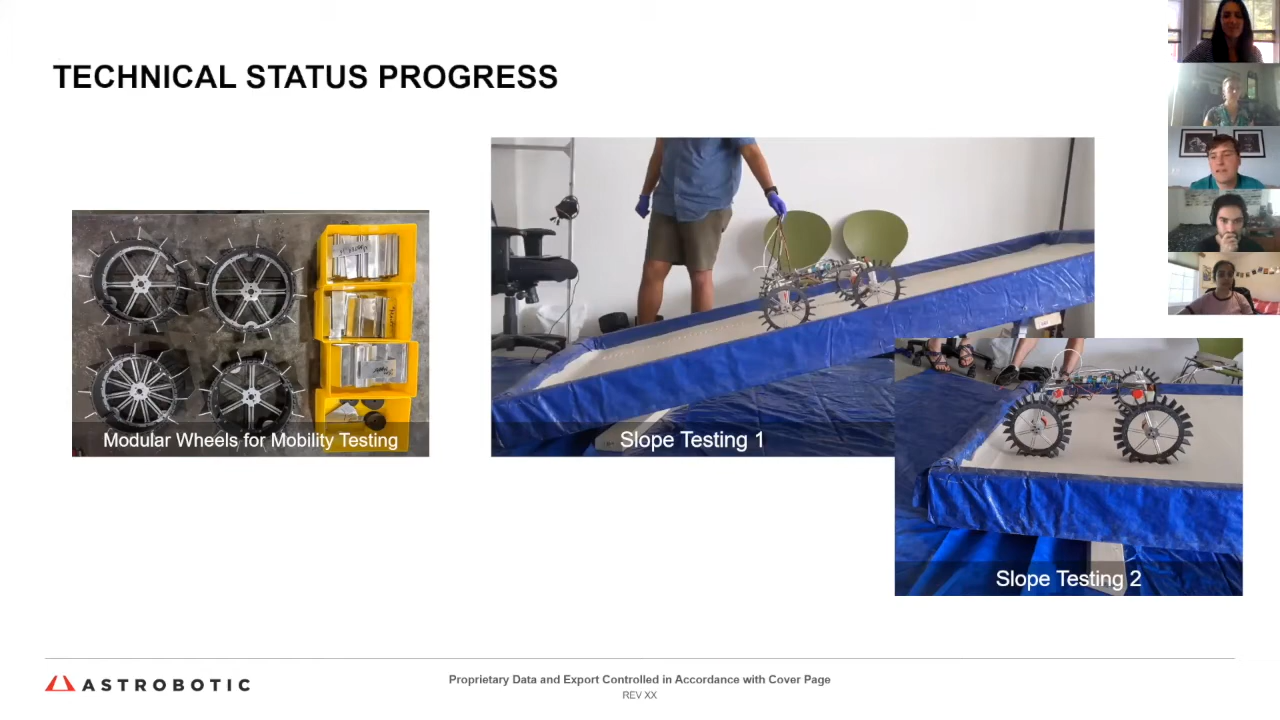 TECHNICAL STATUS PROGRESS
Modular Wheels for Mobility Testing
Slope Testing 1
Slope Testing 2
ASTROBOTIC
Proprietary Data and Export Controlled in Accordance with Cover Page
REV XX